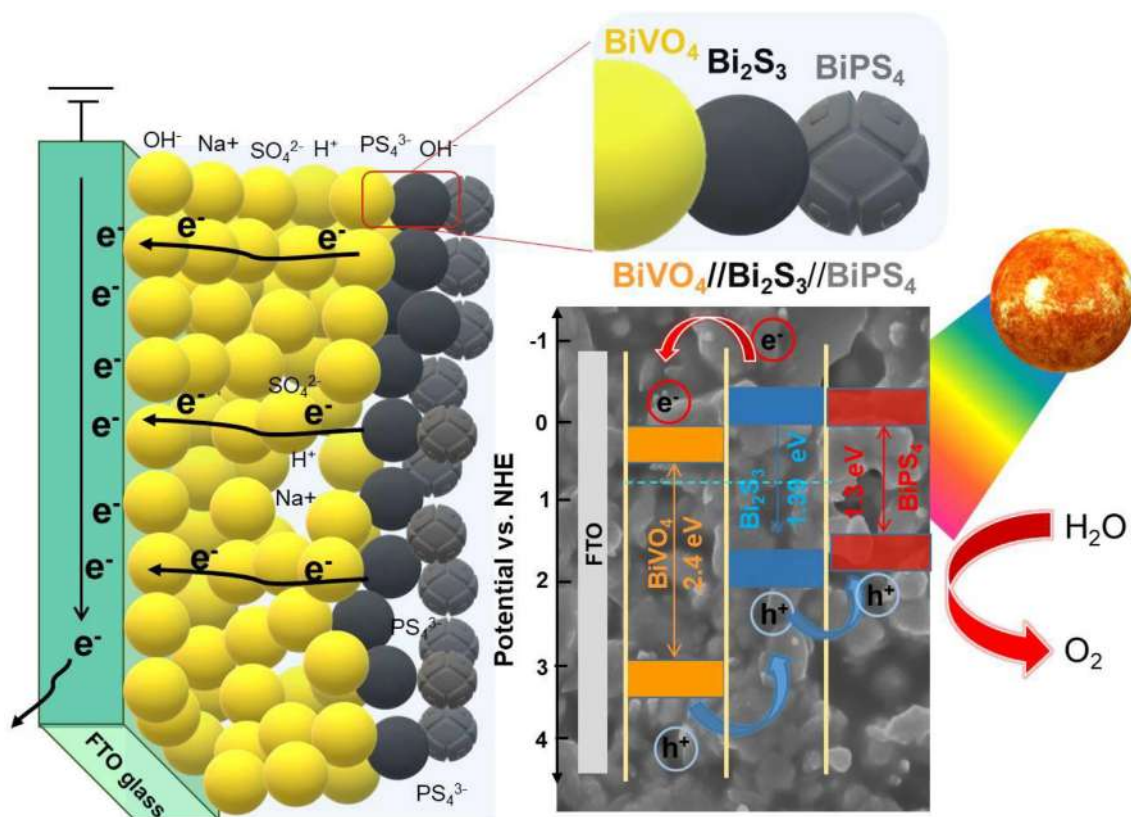 BiVO₄
Bi₂S₃
BiPS₄
OH⁻
Na+
SO₄²⁻
H⁺
PS₄³⁻
OH⁻
e⁻
e⁻
e⁻
e⁻
e⁻
e⁻
e⁻
e⁻
e⁻
e⁻
e⁻
e⁻
e⁻
e⁻
SO₄²⁻
H⁺
Na+
PS₄³⁻
PS₄³⁻
FTO glass
BiVO₄//Bi₂S₃//BiPS₄
Potential vs. NHE
-1
0
1
2
3
4
FTO
e⁻
e⁻
BiVO₄
2.4 eV
Bi₂S₃
eV
1.3 eV
BiPS₄
h⁺
h⁺
h⁺
H₂O
O₂